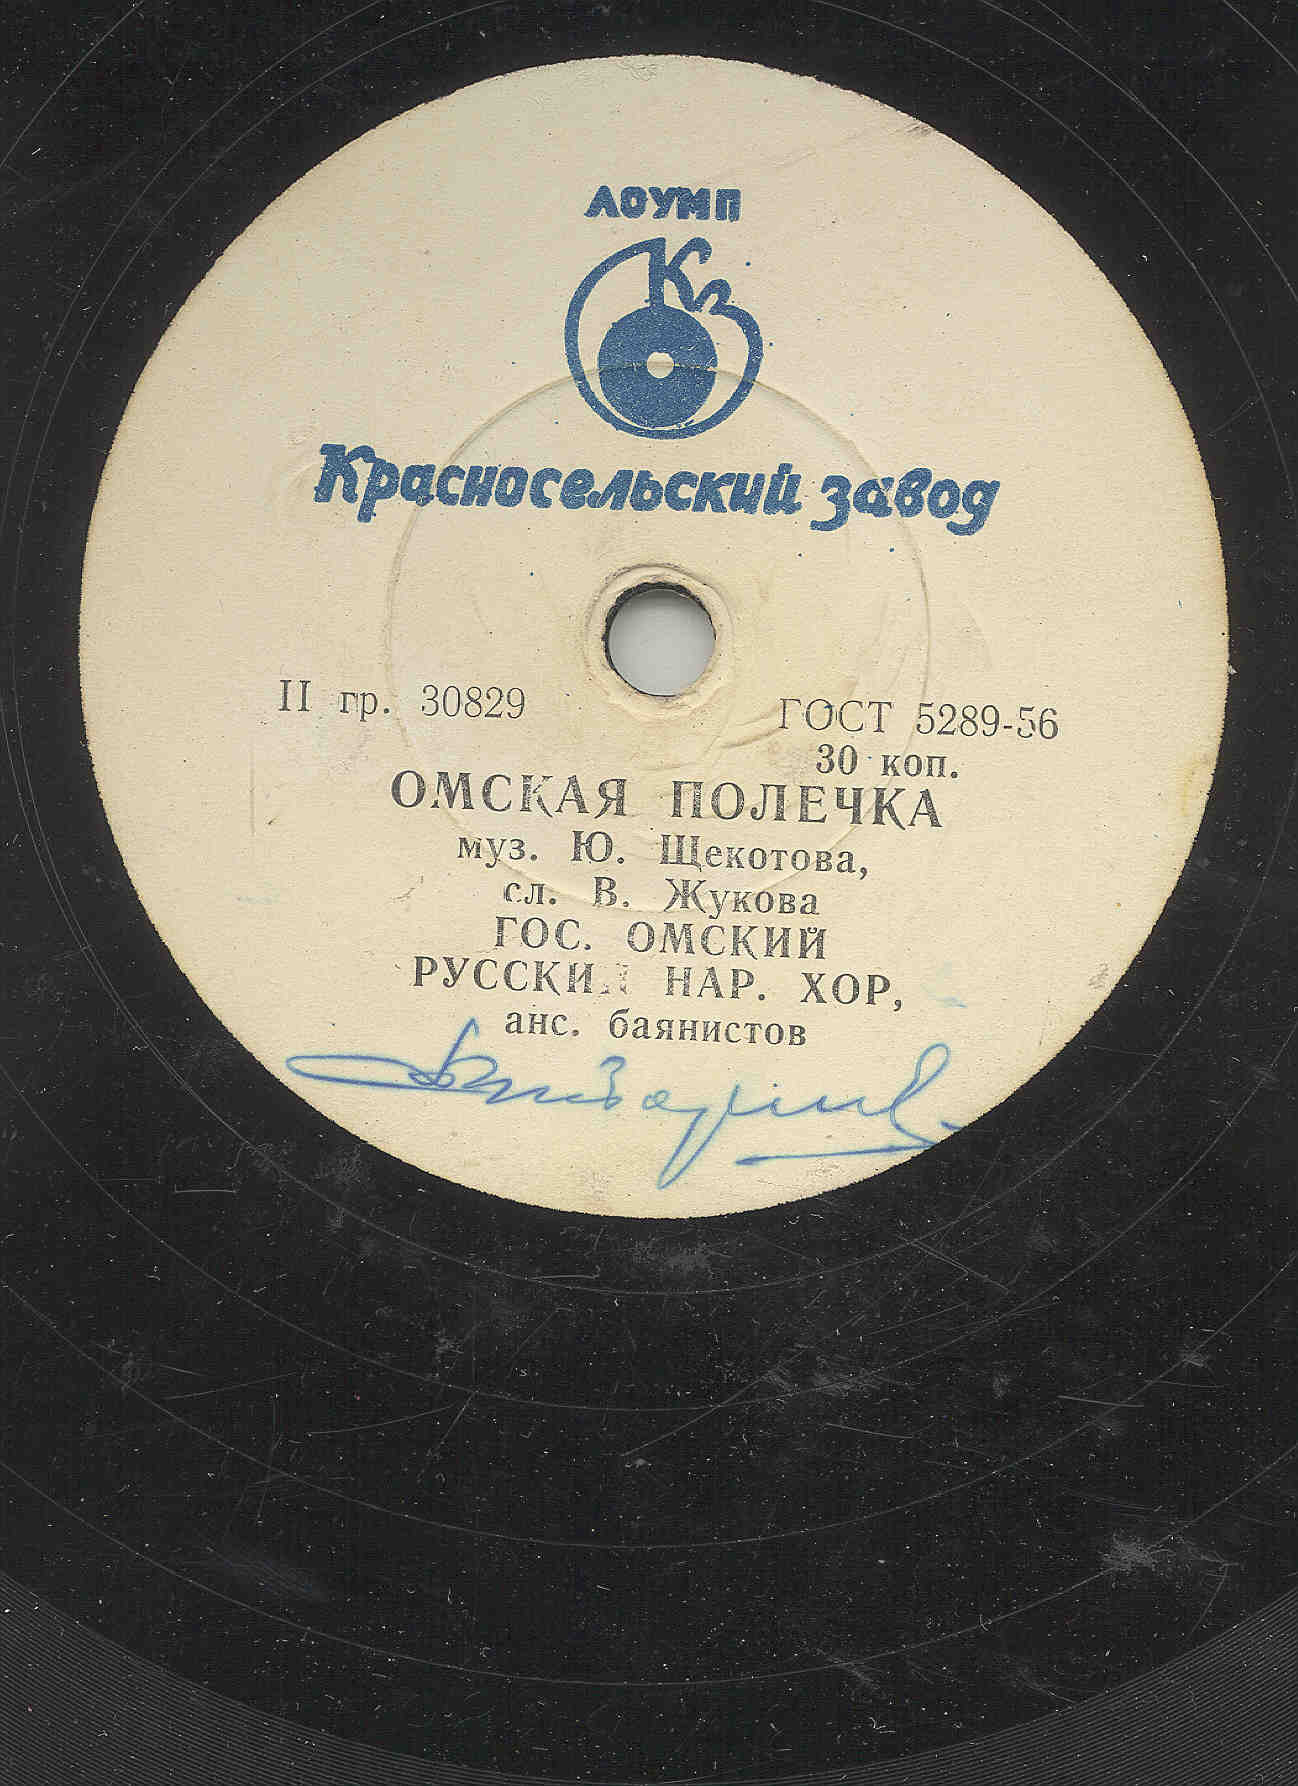 ЛОУМП
КЗ
Красносельский завод
II гр. 30829 ГОСТ 5289-56
30 коп.
ОМСКАЯ ПОЛЕЧКА
муз. Ю. Щекотова,
сл. В. Жукова
ГОС. ОМСКИЙ
РУССКИЙ НАР. ХОР,
анс. баянистов